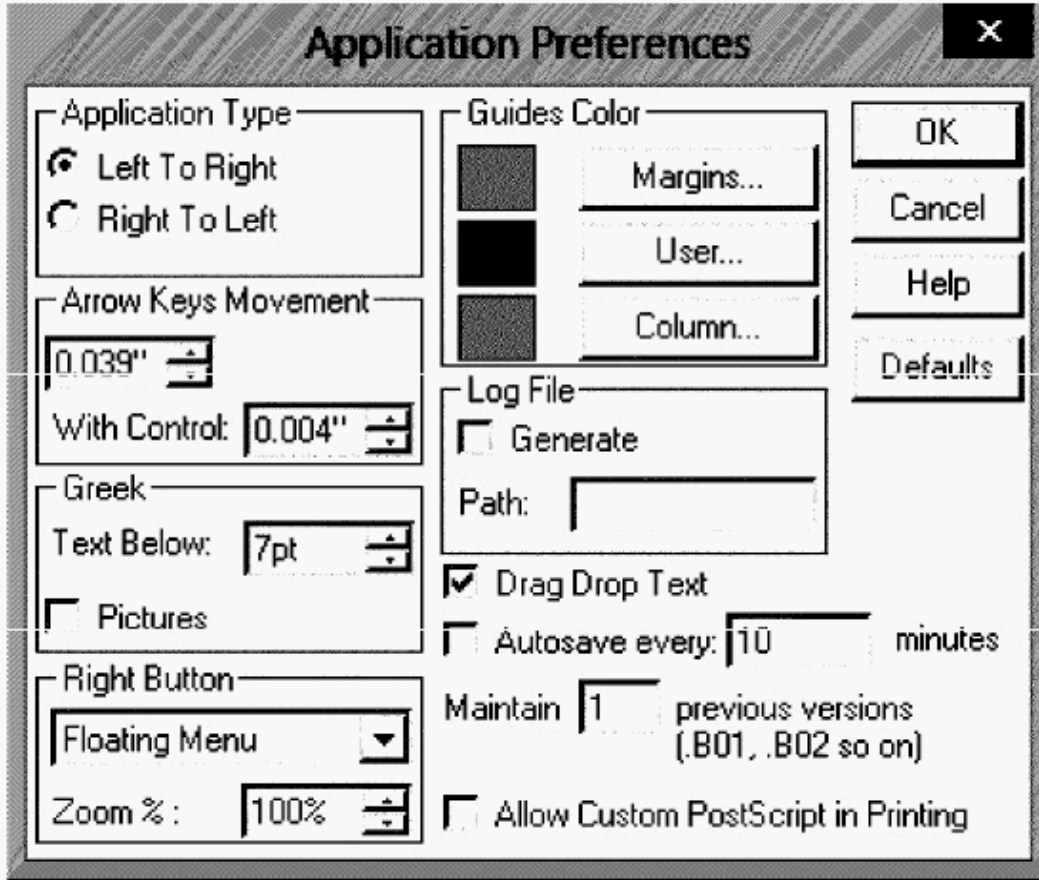 Application Preferences
X
Application Type
Left To Right
Right To Left
Arrow Keys Movement
0.039"
With Control: 0.004"
Greek
Text Below: 7pt
Pictures
Right Button
Floating Menu
Zoom % : 100%
Guides Color
Margins...
User...
Column...
Log File
Generate
Path:
Drag Drop Text
Autosave every: 10 minutes
Maintain 1 previous versions
(.B01, .B02 so on)
Allow Custom PostScript in Printing
OK
Cancel
Help
Defaults